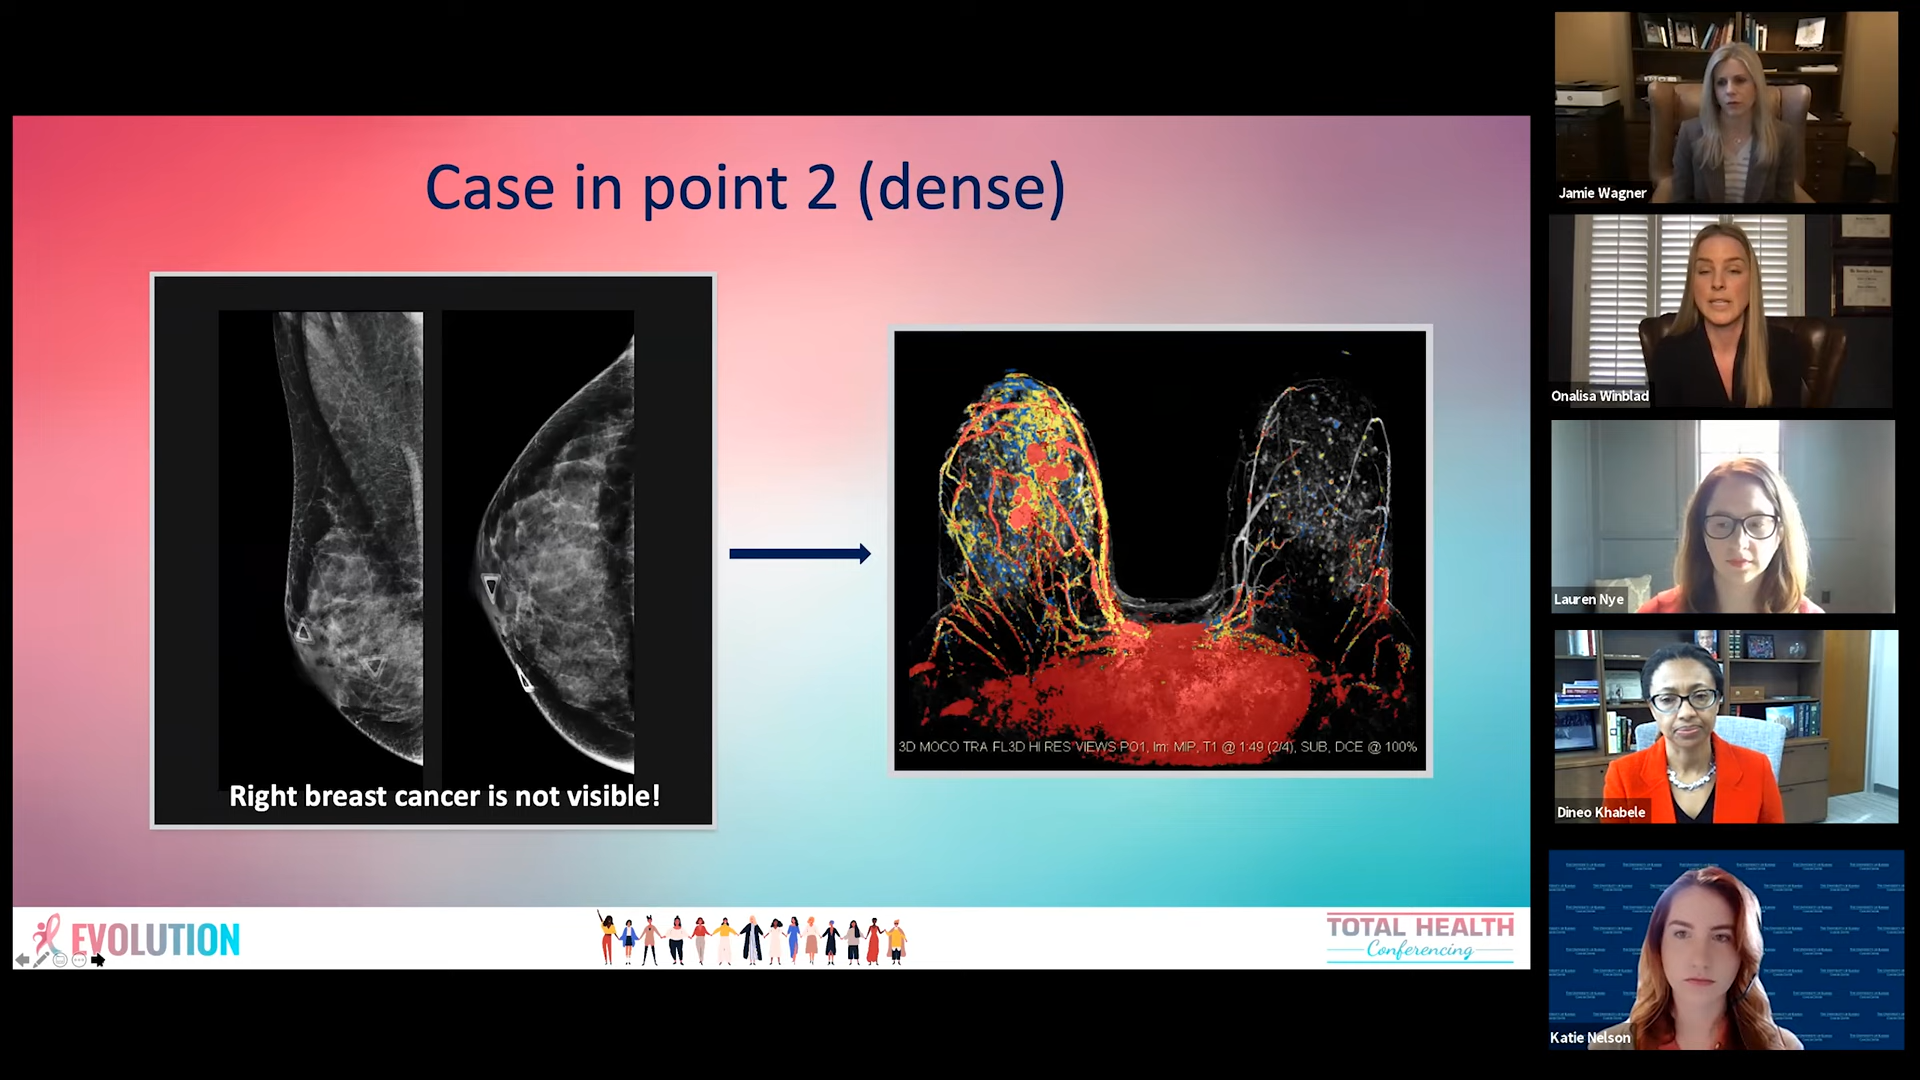 Case in point 2 (dense)
Right breast cancer is not visible!
3D MOCO TRA FL3D HI RES VIEWS PO1, Im: MIP, T1 @ 1:49 (2/4), SUB, DCE @ 100%
EVOLUTION
TOTAL HEALTH
Conferencing
Jamie Wagner
Onalisa Winblad
Lauren Nye
Dineo Khabele
Katie Nelson